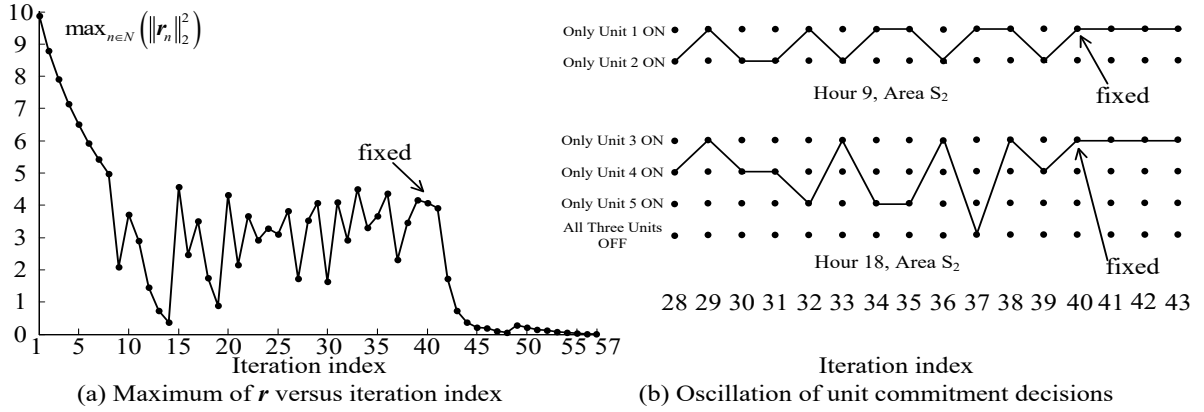 10
9
8
7
6
5
4
3
2
1
0
max_{n∈N}(‖r_n‖_2^2)
fixed
1 5 10 15 20 25 30 35 40 45 50 55 57
Iteration index
(a) Maximum of r versus iteration index
Only Unit 1 ON
Only Unit 2 ON
Hour 9, Area S_2
fixed
Only Unit 3 ON
Only Unit 4 ON
Only Unit 5 ON
All Three Units
OFF
Hour 18, Area S_2
fixed
28 29 30 31 32 33 34 35 36 37 38 39 40 41 42 43
Iteration index
(b) Oscillation of unit commitment decisions